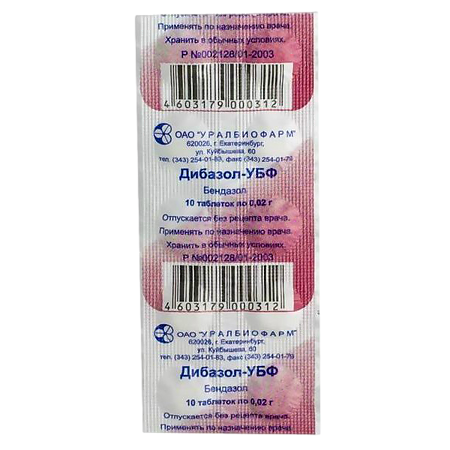 Применять по назначению врача.
Хранить в обычных условиях.
Р №002128/01-2003
4 603179 000312
ОАО "УРАЛБИОФАРМ"
620026, г. Екатеринбург,
ул. Куйбышева, 60
тел. (343) 254-01-83, факс (343) 254-01-76
Дибазол-УБФ
Бендазол
10 таблеток по 0,02 г
Отпускается без рецепта врача.
Применять по назначению врача.
Хранить в обычных условиях.
Р №002128/01-2003
4 603179 000312
ОАО "УРАЛБИОФАРМ"
620026, г. Екатеринбург,
ул. Куйбышева, 60
тел. (343) 254-01-83, факс (343) 254-01-76
Дибазол-УБФ
Бендазол
10 таблеток по 0,02 г
Отпускается без рецепта врача.
Применять по назначению врача.